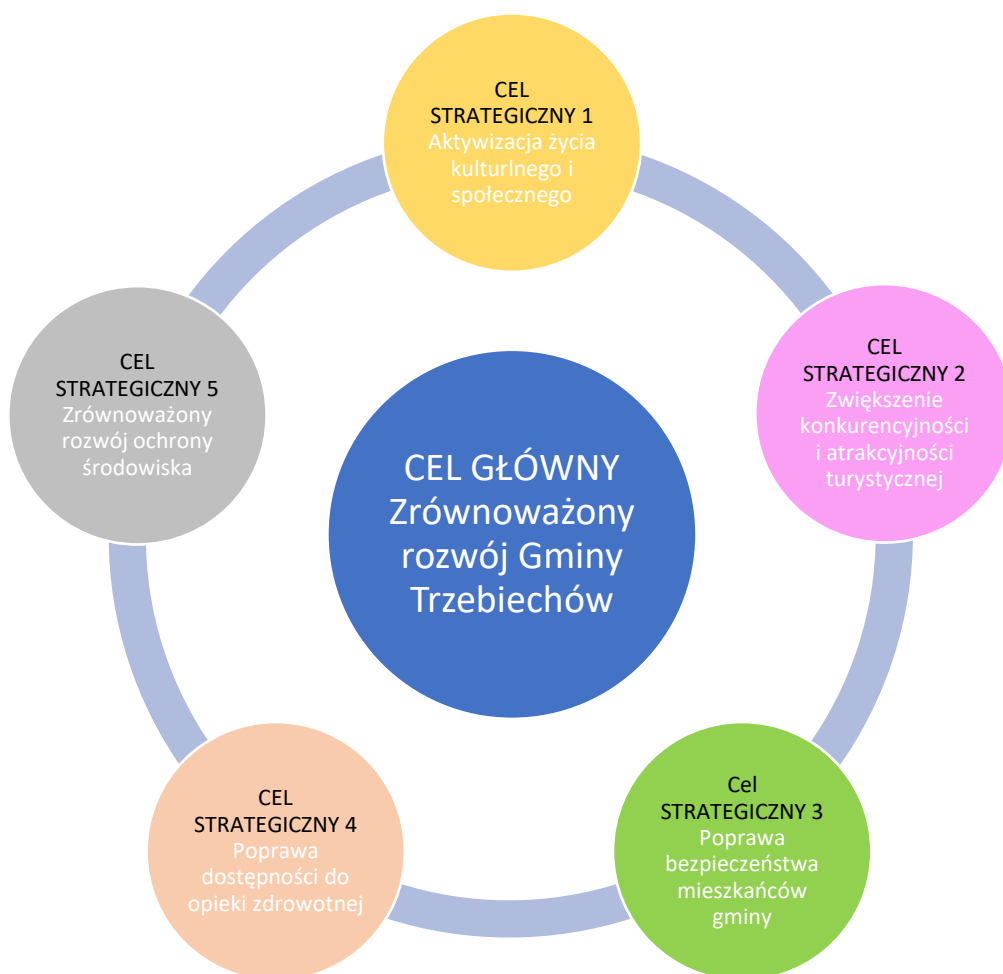 CEL
STRATEGICZNY 1
Aktywizacja życia
kulturlnego i
społecznego
CEL
STRATEGICZNY 2
Zwiększenie
konkurencyjności
i atrakcyjności
turystycznej
Cel
STRATEGICZNY 3
Poprawa
bezpieczeństwa
mieszkańców
gminy
CEL
STRATEGICZNY 4
Poprawa
dostępności do
opieki zdrowotnej
CEL
STRATEGICZNY 5
Zrównoważony
rozwój ochrony
środowiska
CEL GŁÓWNY
Zrównoważony
rozwój Gminy
Trzebiechów